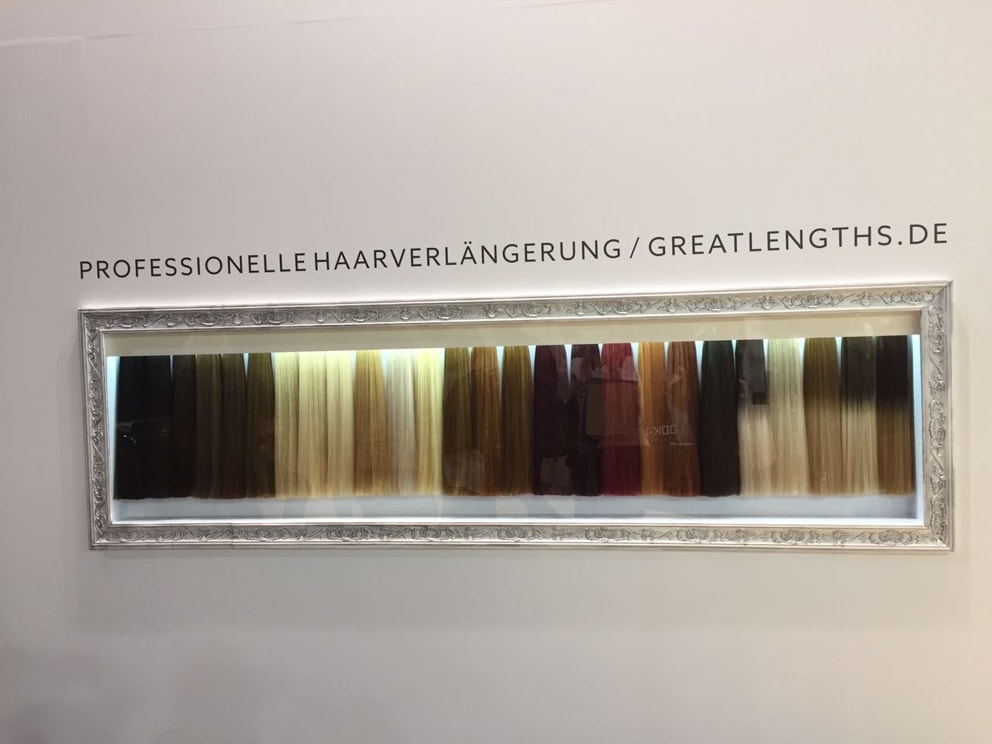 PROFESSIONELLE HAARVERLÄNGERUNG / GREATLENGTHS.DE